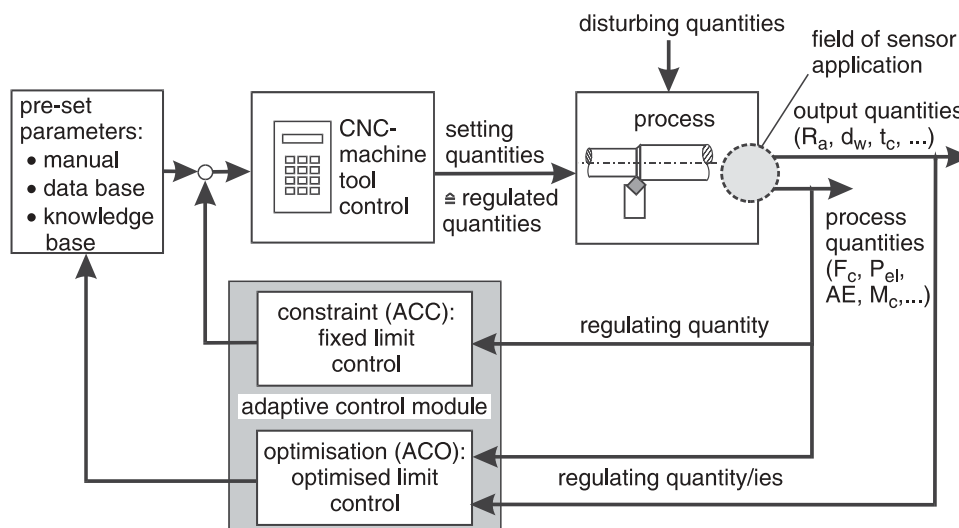 disturbing quantities
field of sensor
application
pre-set
parameters:
• manual
• data base
• knowledge
base
CNC-
machine
tool
control
setting
quantities
≙ regulated
quantities
process
output quantities
(Ra, dw, tc, ...)
process
quantities
(Fc, Pel,
AE, Mc,...)
constraint (ACC):
fixed limit
control
regulating quantity
adaptive control module
optimisation (ACO):
optimised limit
control
regulating quantity/ies